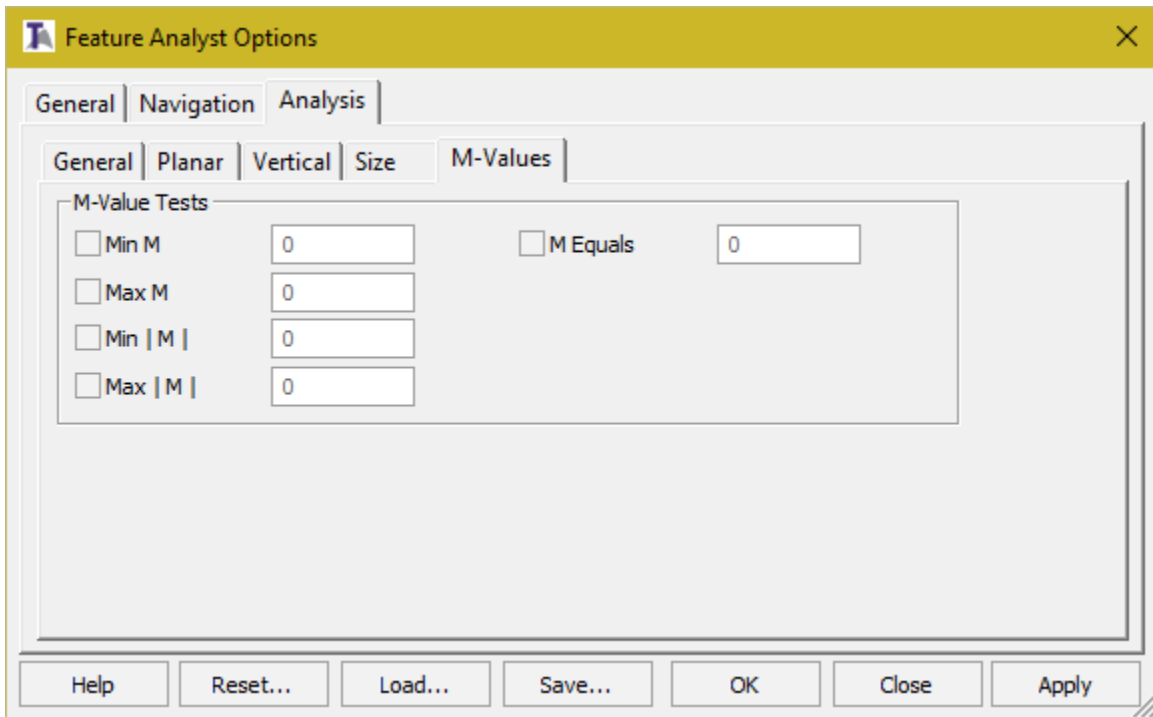 Feature Analyst Options
General Navigation Analysis
General Planar Vertical Size M-Values
M-Value Tests
Min M 0 M Equals 0
Max M 0
Min | M | 0
Max | M | 0
Help Reset... Load... Save... OK Close Apply